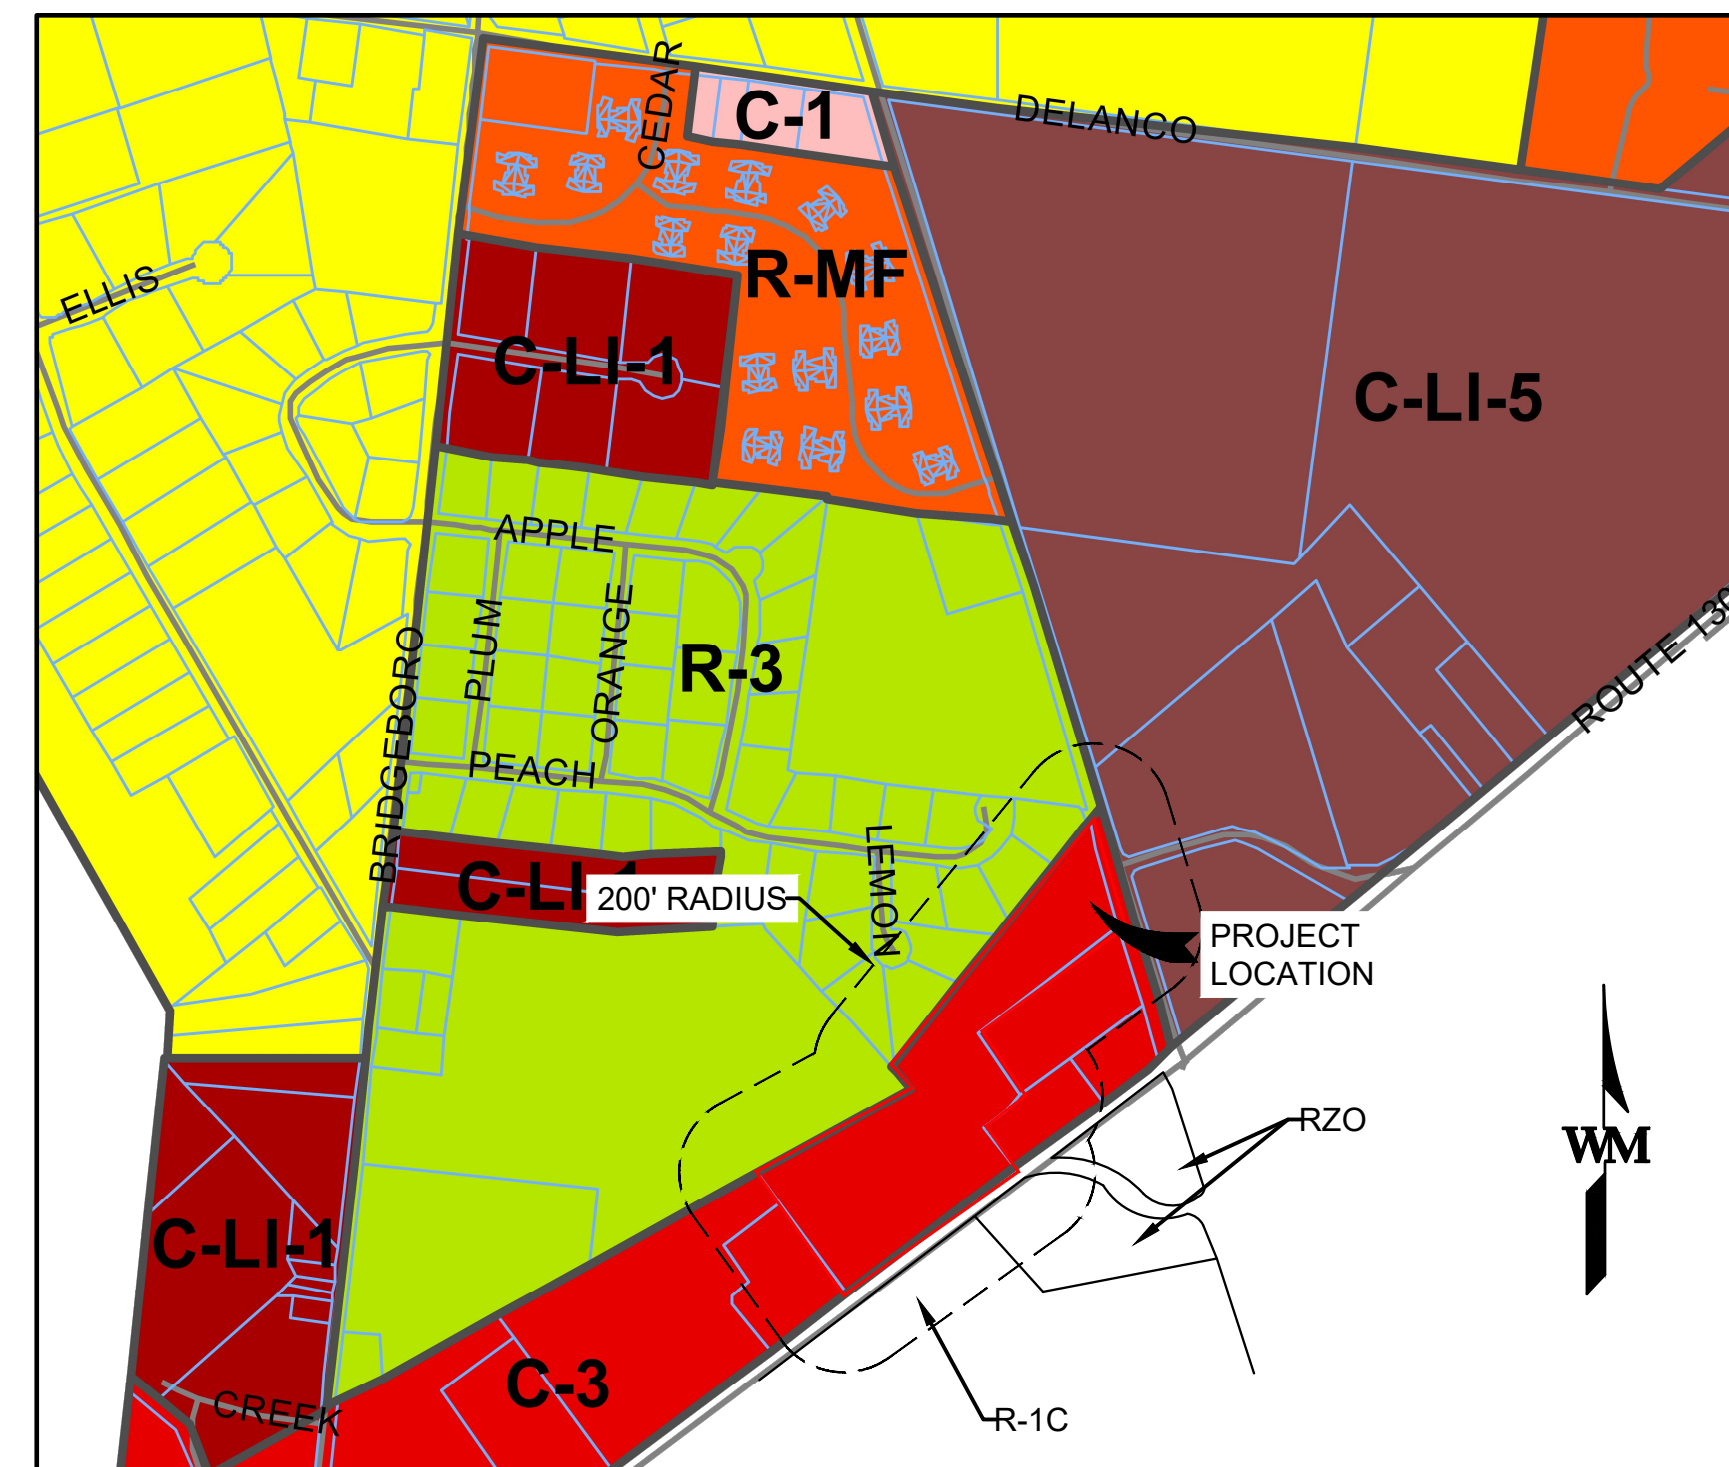 CEDAR
C-1
DELANCO
R-MF
ELLIS
C-LI-1
C-LI-5
APPLE
PLUM
ORANGE
R-3
ROUTE 130
BRIDGEBORO
PEACH
LEMON
C-LI-1
200' RADIUS
PROJECT
LOCATION
RZO
WM
C-LI-1
C-3
CREEK
R-1C